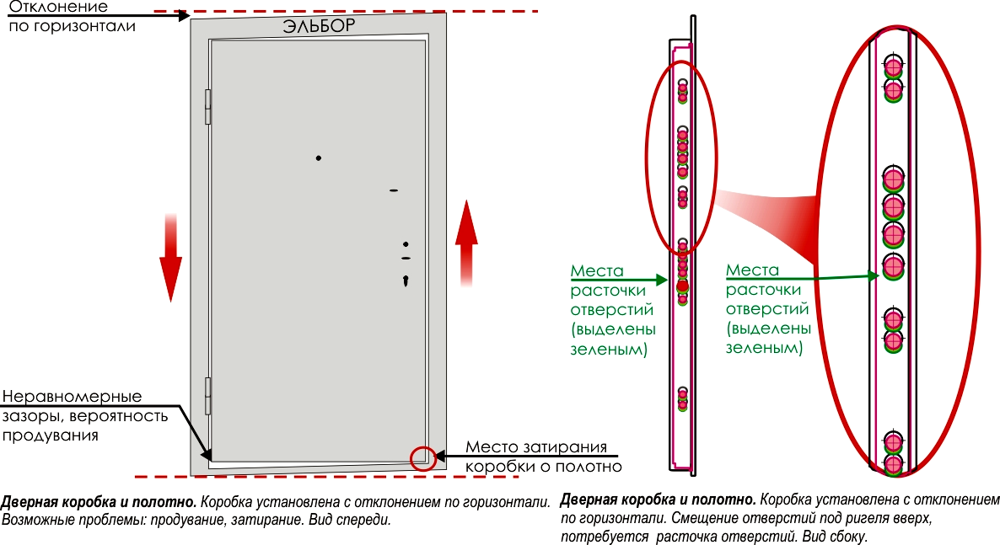 Отклонение
по горизонтали
ЭЛЬБОР
Неравномерные
зазоры, вероятность
продувания
Место затирания
коробки о полотно
Дверная коробка и полотно. Коробка установлена с отклонением по горизонтали.
Возможные проблемы: продувание, затирание. Вид спереди.
Места
расточки
отверстий
(выделены
зеленым)
Места
расточки
отверстий
(выделены
зеленым)
Дверная коробка и полотно. Коробка установлена с отклонением
по горизонтали. Смещение отверстий под ригеля вверх,
потребуется расточка отверстий. Вид сбоку.